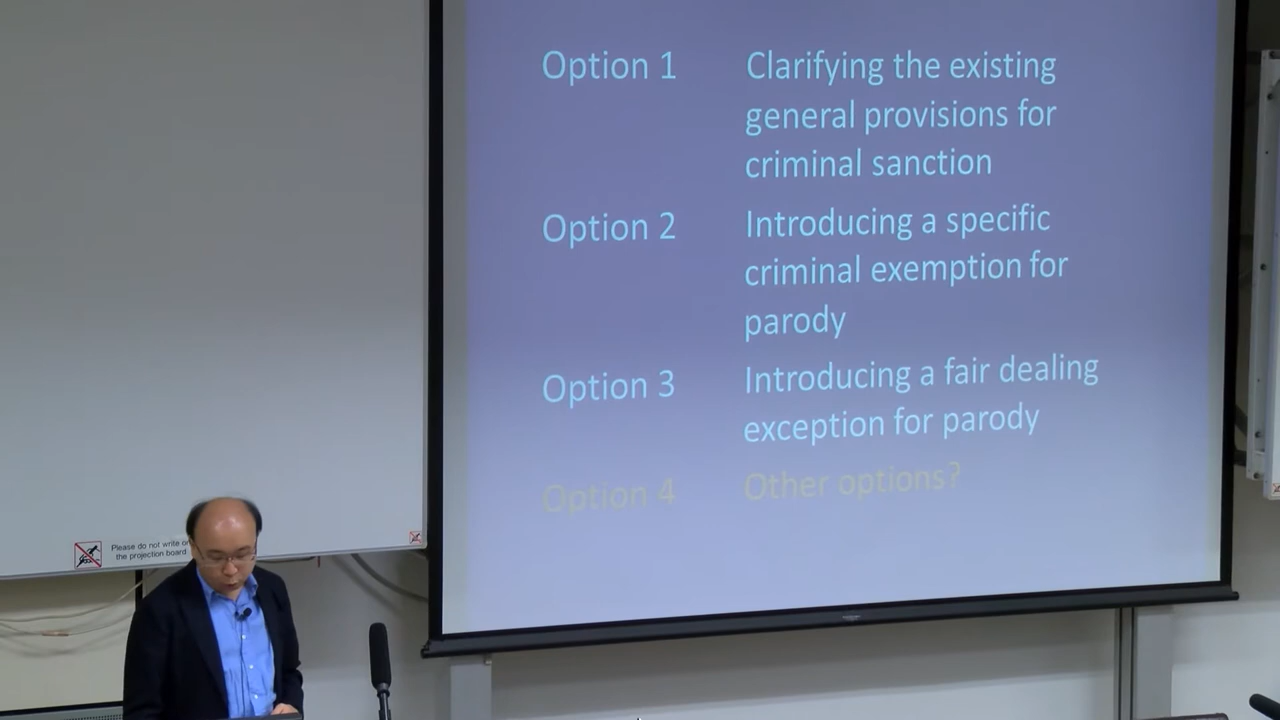 Option 1 Clarifying the existing
general provisions for
criminal sanction
Option 2 Introducing a specific
criminal exemption for
parody
Option 3 Introducing a fair dealing
exception for parody
Option 4 Other options?
Please do not write on
the projection board